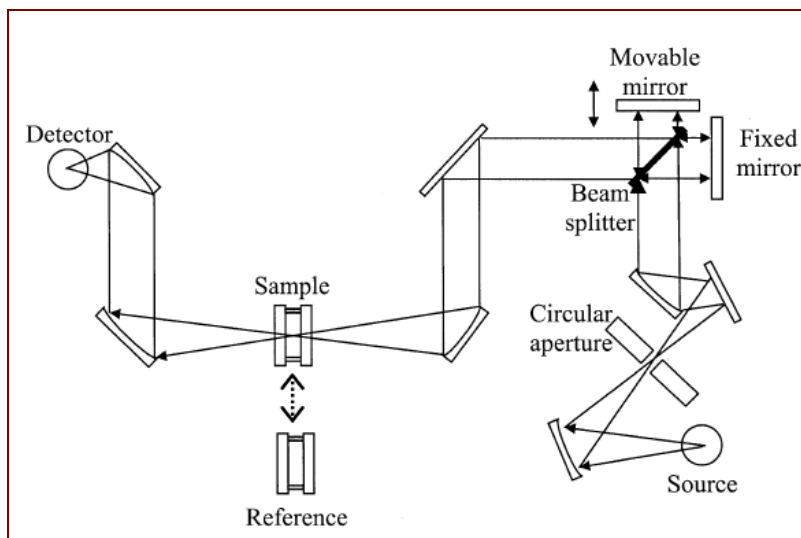 Movable
mirror
Detector
Fixed
mirror
Beam
splitter
Sample
Circular
aperture
Source
Reference